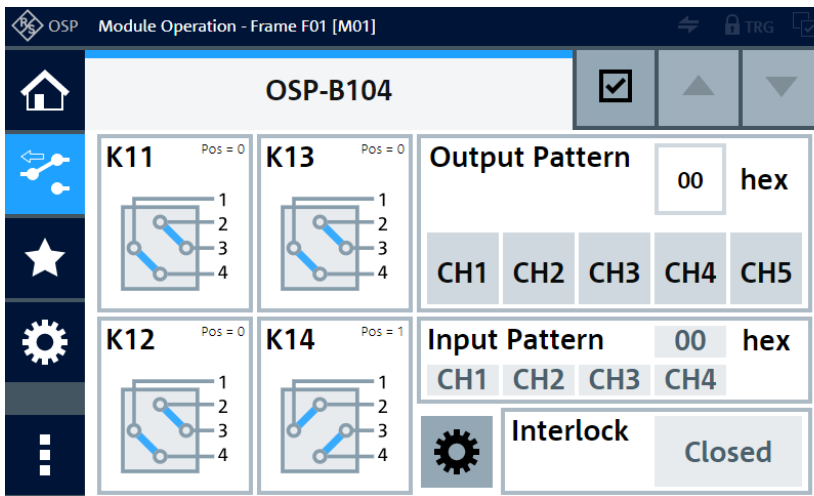 R&S OSP Module Operation - Frame F01 [M01] TRG
OSP-B104
K11 Pos = 0
1
2
3
4
K13 Pos = 0
1
2
3
4
Output Pattern 00 hex
CH1 CH2 CH3 CH4 CH5
K12 Pos = 0
1
2
3
4
K14 Pos = 1
1
2
3
4
Input Pattern 00 hex
CH1 CH2 CH3 CH4
Interlock Closed